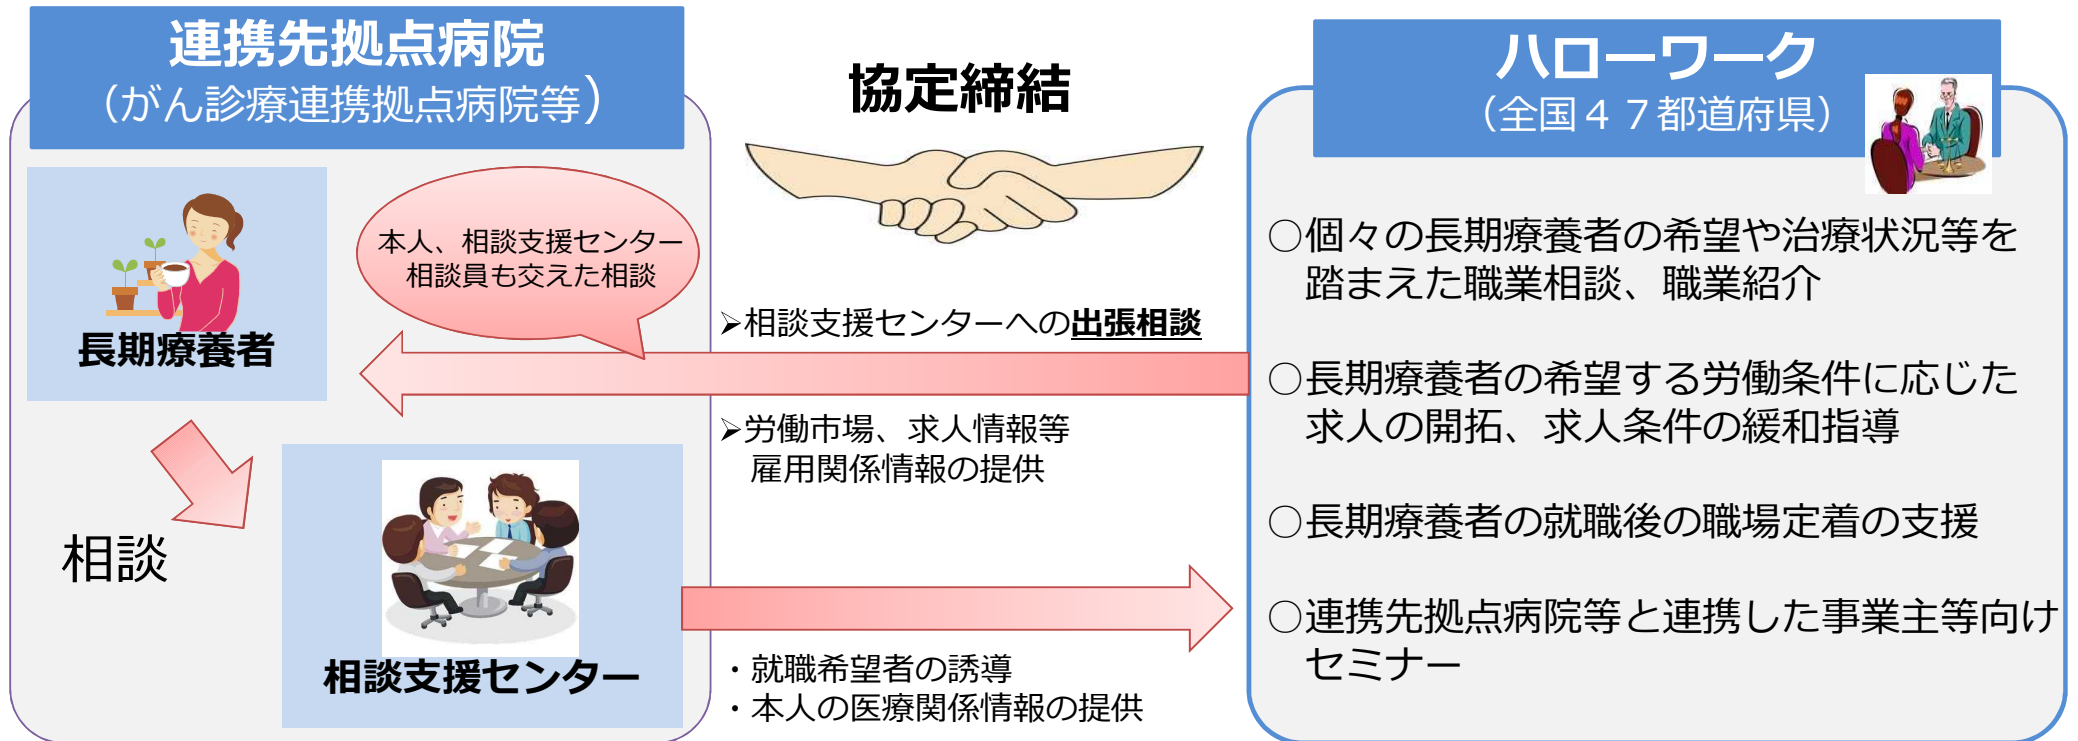 連携先拠点病院
（がん診療連携拠点病院等）
長期療養者
相談
相談支援センター
本人、相談支援センター
相談員も交えた相談
協定締結
➢相談支援センターへの出張相談
➢労働市場、求人情報等
雇用関係情報の提供
・就職希望者の誘導
・本人の医療関係情報の提供
ハローワーク
（全国４７都道府県）
○個々の長期療養者の希望や治療状況等を
踏まえた職業相談、職業紹介
○長期療養者の希望する労働条件に応じた
求人の開拓、求人条件の緩和指導
○長期療養者の就職後の職場定着の支援
○連携先拠点病院等と連携した事業主等向け
セミナー